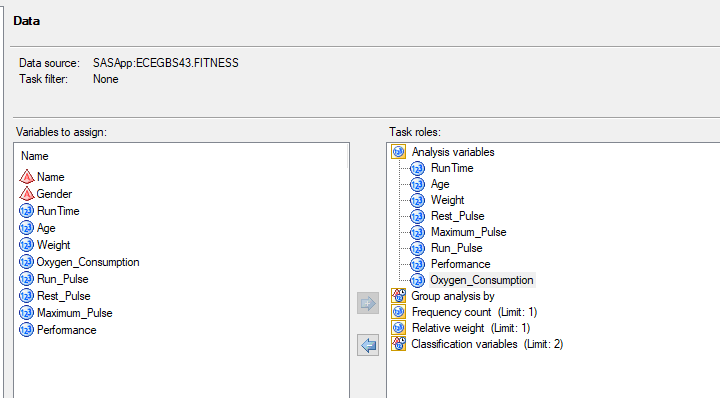 Data
Data source: SASApp:ECEGBS43.FITNESS
Task filter: None
Variables to assign:
Name
Name
Gender
RunTime
Age
Weight
Oxygen_Consumption
Run_Pulse
Rest_Pulse
Maximum_Pulse
Performance
Task roles:
Analysis variables
RunTime
Age
Weight
Rest_Pulse
Maximum_Pulse
Run_Pulse
Performance
Oxygen_Consumption
Group analysis by
Frequency count (Limit: 1)
Relative weight (Limit: 1)
Classification variables (Limit: 2)